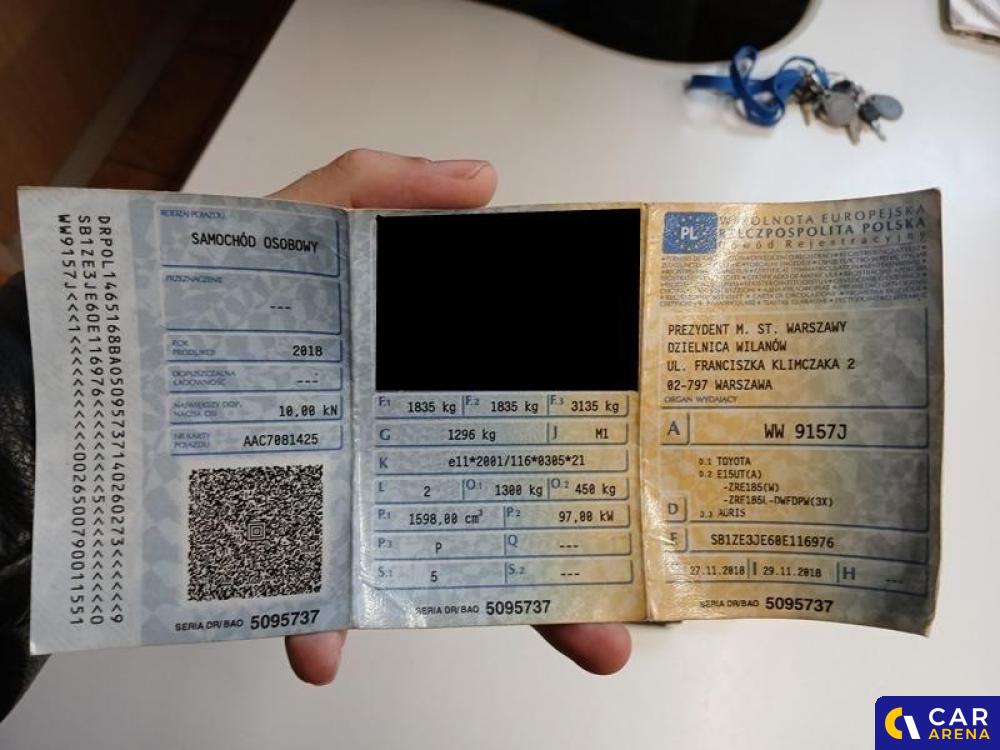 DRPOL1465168BAO5095737140260273<<<<<<9
SB1ZE3JE60E116976
WW9157J
RODZAJ POJAZDU
SAMOCHÓD OSOBOWY
PRZEZNACZENIE
---
ROK PRODUKCJI
2018
DOPUSZCZALNA ŁADOWNOŚĆ
---
NAJWIĘKSZY DOP. NACISK OSI
10,00 kN
NR KARTY POJAZDU
AAC7081425
SERIA DR/BAO 5095737
F.1 1835 kg F.2 1835 kg F.3 3135 kg
G 1296 kg J M1
K e11*2001/116*0305*21
L 2 O.1 1300 kg O.2 450 kg
P.1 1598,00 cm³ P.2 97,00 kW
P.3 P Q ---
S.1 5 S.2 ---
SERIA DR/BAO 5095737
PL
WSPÓLNOTA EUROPEJSKA
RZECZPOSPOLITA POLSKA
Dowód Rejestracyjny
PREZYDENT M. ST. WARSZAWY
DZIELNICA WILANÓW
UL. FRANCISZKA KLIMCZAKA 2
02-797 WARSZAWA
ORGAN WYDAJĄCY
A WW 9157J
D
D.1 TOYOTA
D.2 E15UT(A)
-ZRE185(W)
-ZRE185L-DWFDPW(3X)
D.3 AURIS
E SB1ZE3JE60E116976
27.11.2018 I 29.11.2018 H ---
SERIA DR/BAO 5095737
CAR
ARENA